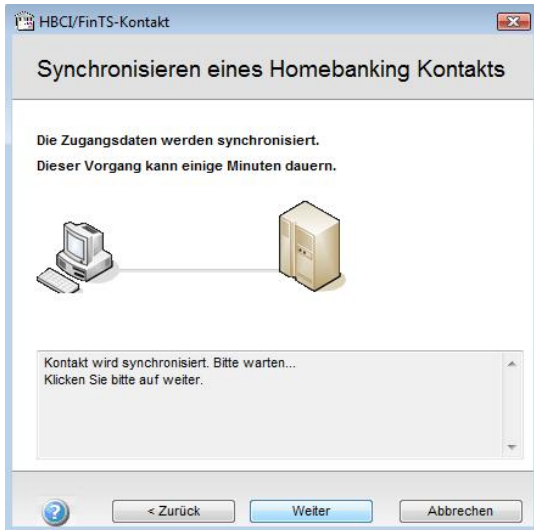 HBCI/FinTS-Kontakt
Synchronisieren eines Homebanking Kontakts
Die Zugangsdaten werden synchronisiert.
Dieser Vorgang kann einige Minuten dauern.
Kontakt wird synchronisiert. Bitte warten...
Klicken Sie bitte auf weiter.
< Zurück Weiter Abbrechen